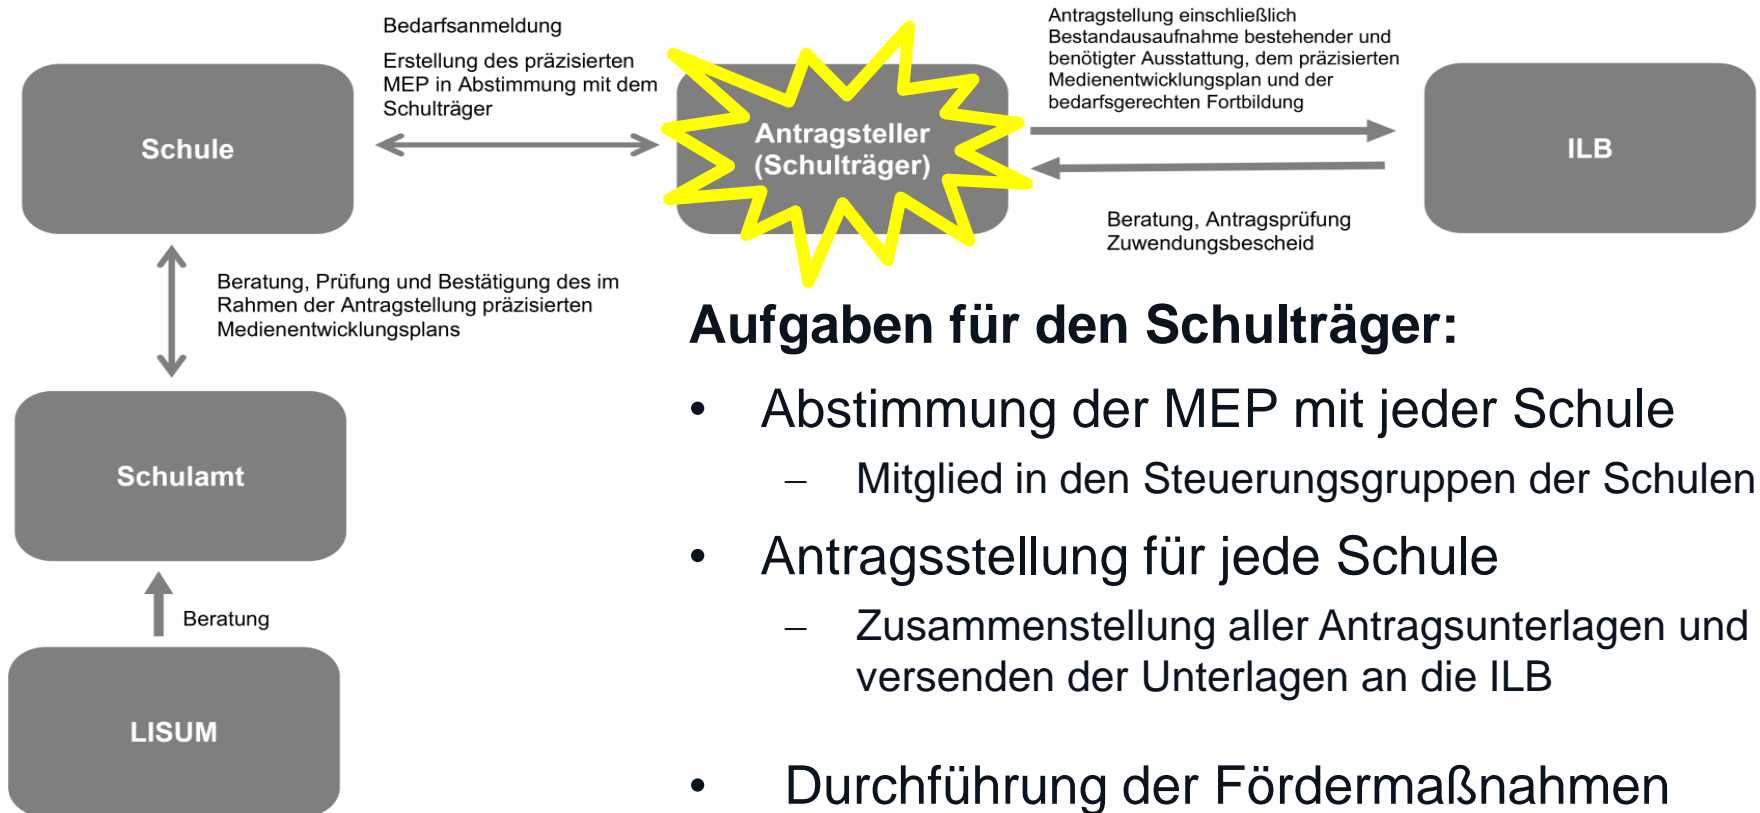 Bedarfsanmeldung
Erstellung des präzisierten
MEP in Abstimmung mit dem
Schulträger
Antragstellung einschließlich
Bestandausaufnahme bestehender und
benötigter Ausstattung, dem präzisierten
Medienentwicklungsplan und der
bedarfsgerechten Fortbildung
Schule
Antragsteller
(Schulträger)
ILB
Beratung, Antragsprüfung
Zuwendungsbescheid
Beratung, Prüfung und Bestätigung des im
Rahmen der Antragstellung präzisierten
Medienentwicklungsplans
Schulamt
Beratung
LISUM
Aufgaben für den Schulträger:
• Abstimmung der MEP mit jeder Schule
– Mitglied in den Steuerungsgruppen der Schulen
• Antragsstellung für jede Schule
– Zusammenstellung aller Antragsunterlagen und
versenden der Unterlagen an die ILB
• Durchführung der Fördermaßnahmen